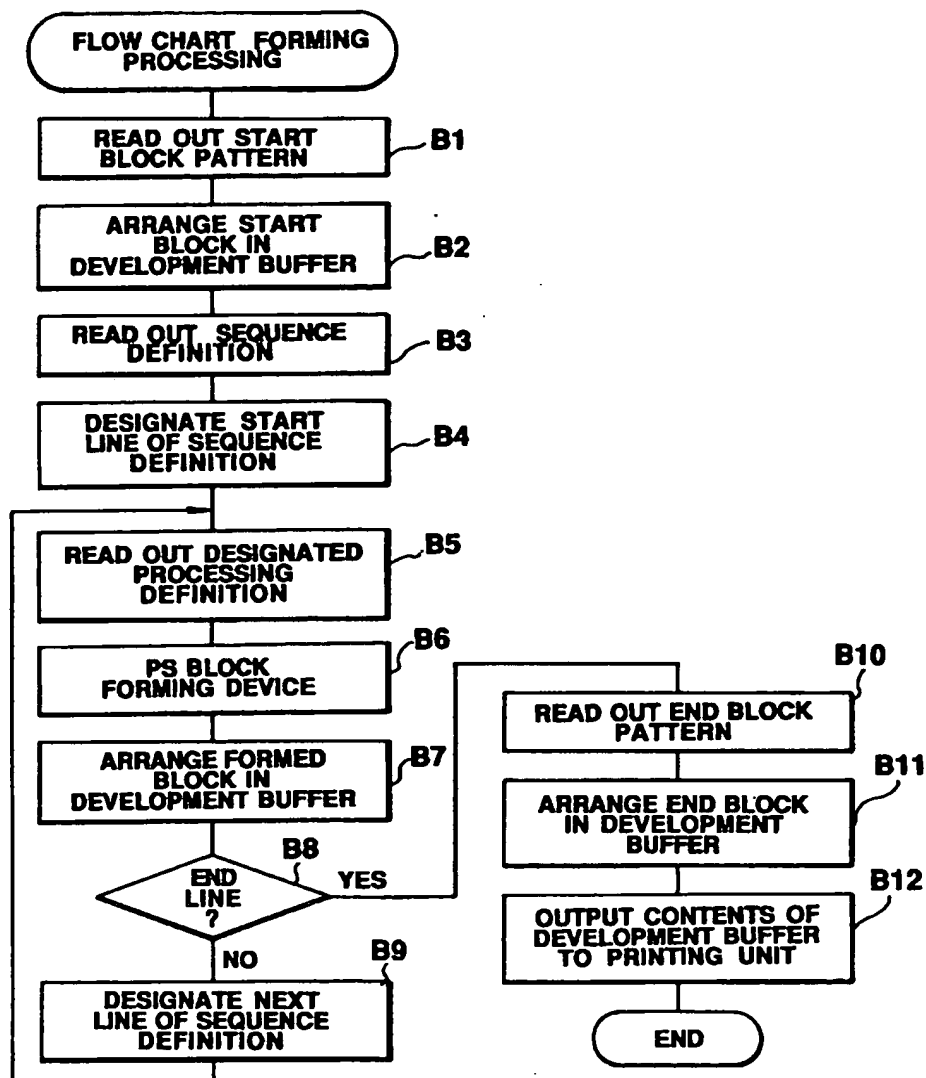 FLOW CHART FORMING
PROCESSING
READ OUT START
BLOCK PATTERN
B1
ARRANGE START
BLOCK IN
DEVELOPMENT BUFFER
B2
READ OUT SEQUENCE
DEFINITION
B3
DESIGNATE START
LINE OF SEQUENCE
DEFINITION
B4
READ OUT DESIGNATED
PROCESSING
DEFINITION
B5
PS BLOCK
FORMING DEVICE
B6
ARRANGE FORMED
BLOCK IN
DEVELOPMENT BUFFER
B7
END
LINE
?
B8
YES
NO
DESIGNATE NEXT
LINE OF SEQUENCE
DEFINITION
B9
READ OUT END BLOCK
PATTERN
B10
ARRANGE END BLOCK
IN DEVELOPMENT
BUFFER
B11
OUTPUT CONTENTS OF
DEVELOPMENT BUFFER
TO PRINTING UNIT
B12
END